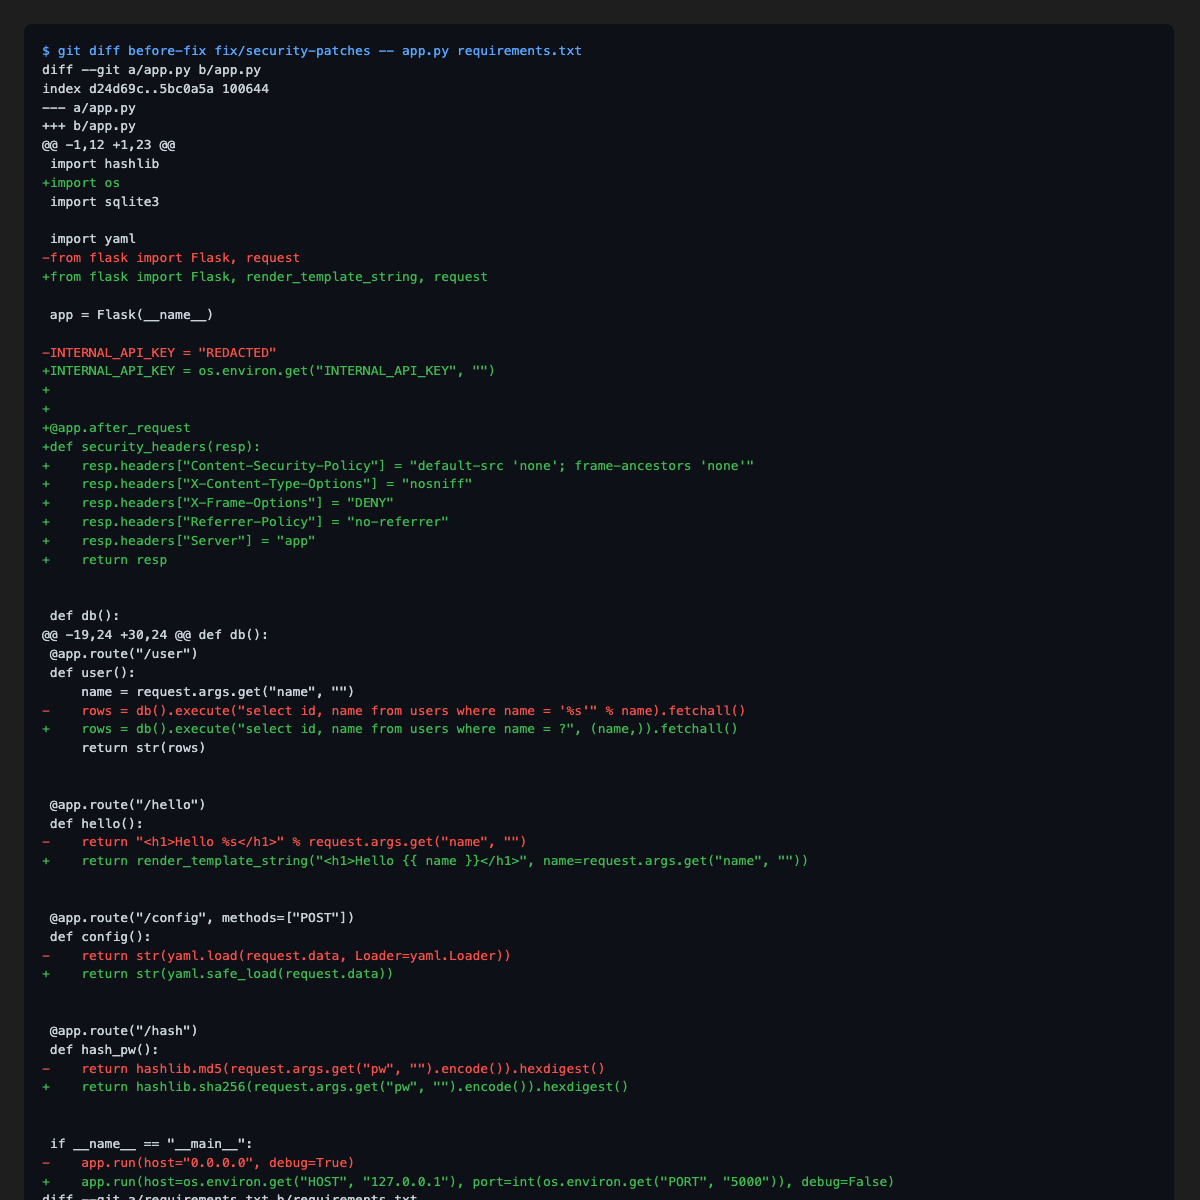 $ git diff before-fix fix/security-patches -- app.py requirements.txt
diff --git a/app.py b/app.py
index d24d69c..5bc0a5a 100644
--- a/app.py
+++ b/app.py
@@ -1,12 +1,23 @@
 import hashlib
+import os
 import sqlite3

 import yaml
-from flask import Flask, request
+from flask import Flask, render_template_string, request

 app = Flask(__name__)

-INTERNAL_API_KEY = "REDACTED"
+INTERNAL_API_KEY = os.environ.get("INTERNAL_API_KEY", "")
+
+
+@app.after_request
+def security_headers(resp):
+    resp.headers["Content-Security-Policy"] = "default-src 'none'; frame-ancestors 'none'"
+    resp.headers["X-Content-Type-Options"] = "nosniff"
+    resp.headers["X-Frame-Options"] = "DENY"
+    resp.headers["Referrer-Policy"] = "no-referrer"
+    resp.headers["Server"] = "app"
+    return resp


 def db():
@@ -19,24 +30,24 @@ def db():
 @app.route("/user")
 def user():
     name = request.args.get("name", "")
-    rows = db().execute("select id, name from users where name = '%s'" % name).fetchall()
+    rows = db().execute("select id, name from users where name = ?", (name,)).fetchall()
     return str(rows)


 @app.route("/hello")
 def hello():
-    return "<h1>Hello %s</h1>" % request.args.get("name", "")
+    return render_template_string("<h1>Hello {{ name }}</h1>", name=request.args.get("name", ""))


 @app.route("/config", methods=["POST"])
 def config():
-    return str(yaml.load(request.data, Loader=yaml.Loader))
+    return str(yaml.safe_load(request.data))


 @app.route("/hash")
 def hash_pw():
-    return hashlib.md5(request.args.get("pw", "").encode()).hexdigest()
+    return hashlib.sha256(request.args.get("pw", "").encode()).hexdigest()


 if __name__ == "__main__":
-    app.run(host="0.0.0.0", debug=True)
+    app.run(host=os.environ.get("HOST", "127.0.0.1"), port=int(os.environ.get("PORT", "5000")), debug=False)
diff --git a/requirements.txt b/requirements.txt